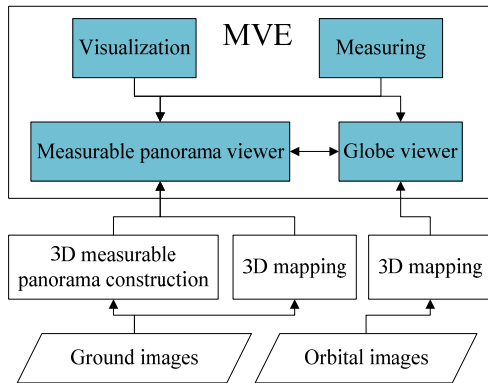 MVE
Visualization
Measuring
Measurable panorama viewer
Globe viewer
3D measurable
panorama construction
3D mapping
3D mapping
Ground images
Orbital images